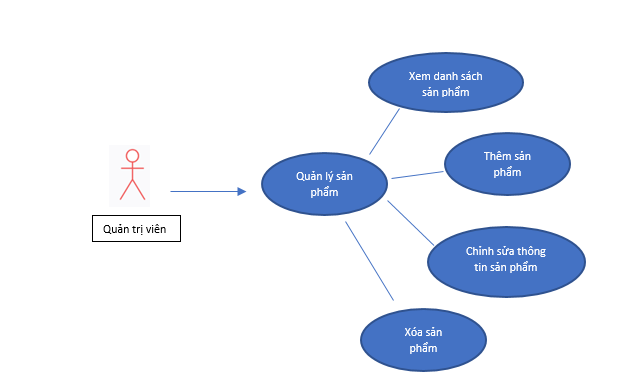 Xem danh sách
sản phẩm
Thêm sản
phẩm
Quản lý sản
phẩm
Quản trị viên
Chỉnh sửa thông
tin sản phẩm
Xóa sản
phẩm